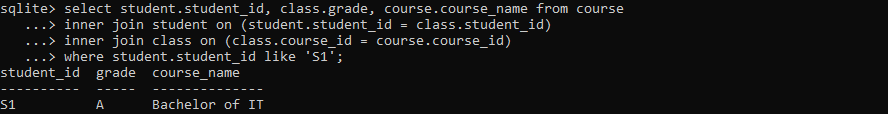 sqlite> select student.student_id, class.grade, course.course_name from course
   ...> inner join student on (student.student_id = class.student_id)
   ...> inner join class on (class.course_id = course.course_id)
   ...> where student.student_id like 'S1';
student_id  grade  course_name
----------  -----  --------------
S1          A      Bachelor of IT